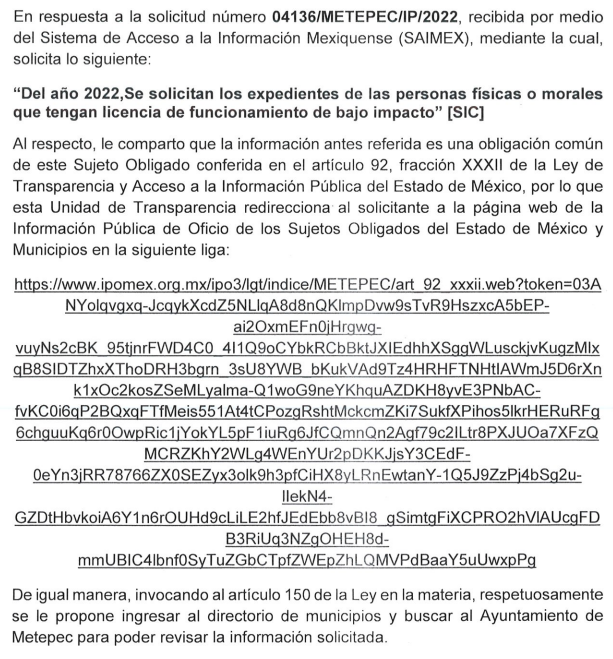 En respuesta a la solicitud número 04136/METEPEC/IP/2022, recibida por medio
del Sistema de Acceso a la Información Mexiquense (SAIMEX), mediante la cual,
solicita lo siguiente:
“Del año 2022,Se solicitan los expedientes de las personas físicas o morales
que tengan licencia de funcionamiento de bajo impacto” [SIC]
Al respecto, le comparto que la información antes referida es una obligación común
de este Sujeto Obligado conferida en el artículo 92, fracción XXXII de la Ley de
Transparencia y Acceso a la Información Pública del Estado de México, por lo que
esta Unidad de Transparencia redirecciona al solicitante a la página web de la
Información Pública de Oficio de los Sujetos Obligados del Estado de México y
Municipios en la siguiente liga:
https://www.ipomex.org.mx/ipo3/lgt/indice/METEPEC/art_92_xxxii.web?token=03A
NYolqvgxq-JcqykXcdZ5NLlqA8d8nQKlmpDvw9sTvR9HszxcA5bEP-
ai2OxmEFn0jHrgwg-
vuyNs2cBK_95tjnrFWD4C0_4I1Q9oCYbkRCbBktJXIEdhhXSggWLusckjvKugzMlx
qB8SIDTZhxXThoDRH3bgrn_3sU8YWB_bKukVAd9Tz4HRHFTNHtIAWmJ5D6rXn
k1xOc2kosZSeMLyalma-Q1woG9neYKhquAZDKH8yvE3PNbAC-
fvKC0i6qP2BQxqFTfMeis551At4tCPozgRshtMckcmZKi7SukfXPihos5lkrHERuRFg
6chguuKq6r0OwpRic1jYokYL5pF1iuRg6JfCQmnQn2Agf79c2ILtr8PXJUOa7XFzQ
MCRZKhY2WLg4WEnYUr2pDKKJjsY3CEdF-
0eYn3jRR78766ZX0SEZyx3olk9h3pfCiHX8yLRnEwtanY-1Q5J9ZzPj4bSg2u-
llekN4-
GZDtHbvkoiA6Y1n6rOUHd9cLiLE2hfJEdEbb8vBI8_gSimtgFiXCPRO2hVlAUcgFD
B3RiUq3NZgOHEH8d-
mmUBIC4lbnf0SyTuZGbCTpfZWEpZhLQMVPdBaaY5uUwxpPg
De igual manera, invocando al artículo 150 de la Ley en la materia, respetuosamente
se le propone ingresar al directorio de municipios y buscar al Ayuntamiento de
Metepec para poder revisar la información solicitada.